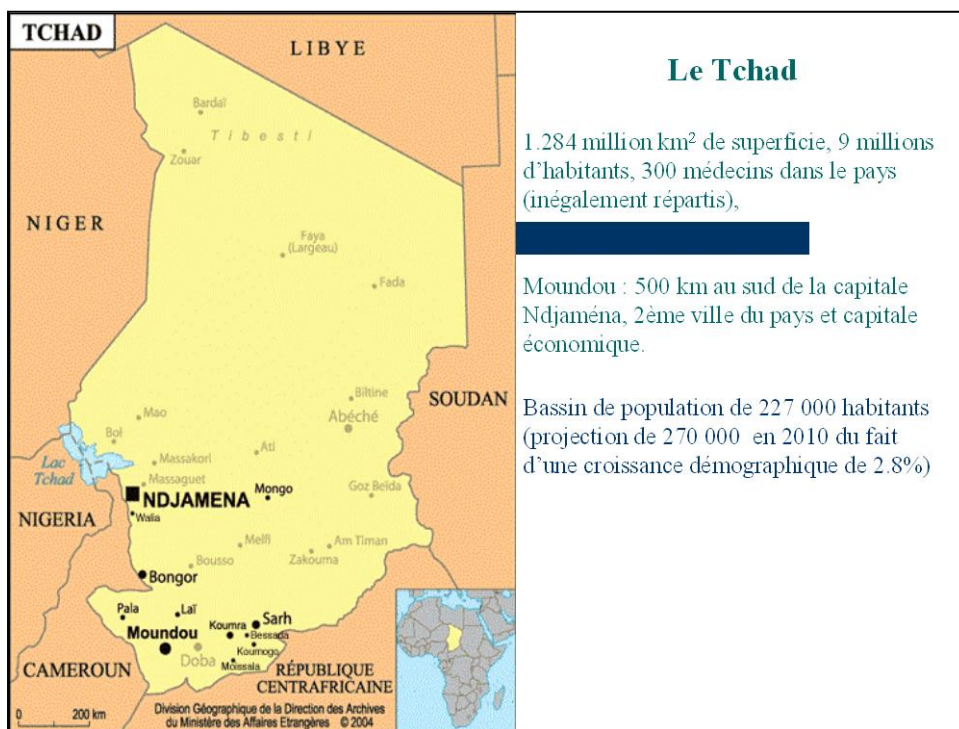 TCHAD
LIBYE
Bardaï
Tibesti
Zouar
NIGER
Faya
(Largeau)
Fada
SOUDAN
Biltine
Abéché
Mao
Bol
Ati
Lac
Tchad
Massakori
Massaguet
Goz Beïda
Mongo
NDJAMENA
NIGERIA
Walia
Melfi
Am Timan
Zakouma
Bousso
Bongor
Pala
Laï
Sarh
Koumra
Bessada
Moundou
Koumogo
Doba
Moissala
CAMEROUN
RÉPUBLIQUE
CENTRAFRICAINE
0 200 km
Division Géographique de la Direction des Archives
du Ministère des Affaires Etrangères © 2004
Le Tchad
1.284 million km² de superficie, 9 millions
d’habitants, 300 médecins dans le pays
(inégalement répartis),
Moundou : 500 km au sud de la capitale
Ndjaména, 2ème ville du pays et capitale
économique.
Bassin de population de 227 000 habitants
(projection de 270 000 en 2010 du fait
d’une croissance démographique de 2.8%)